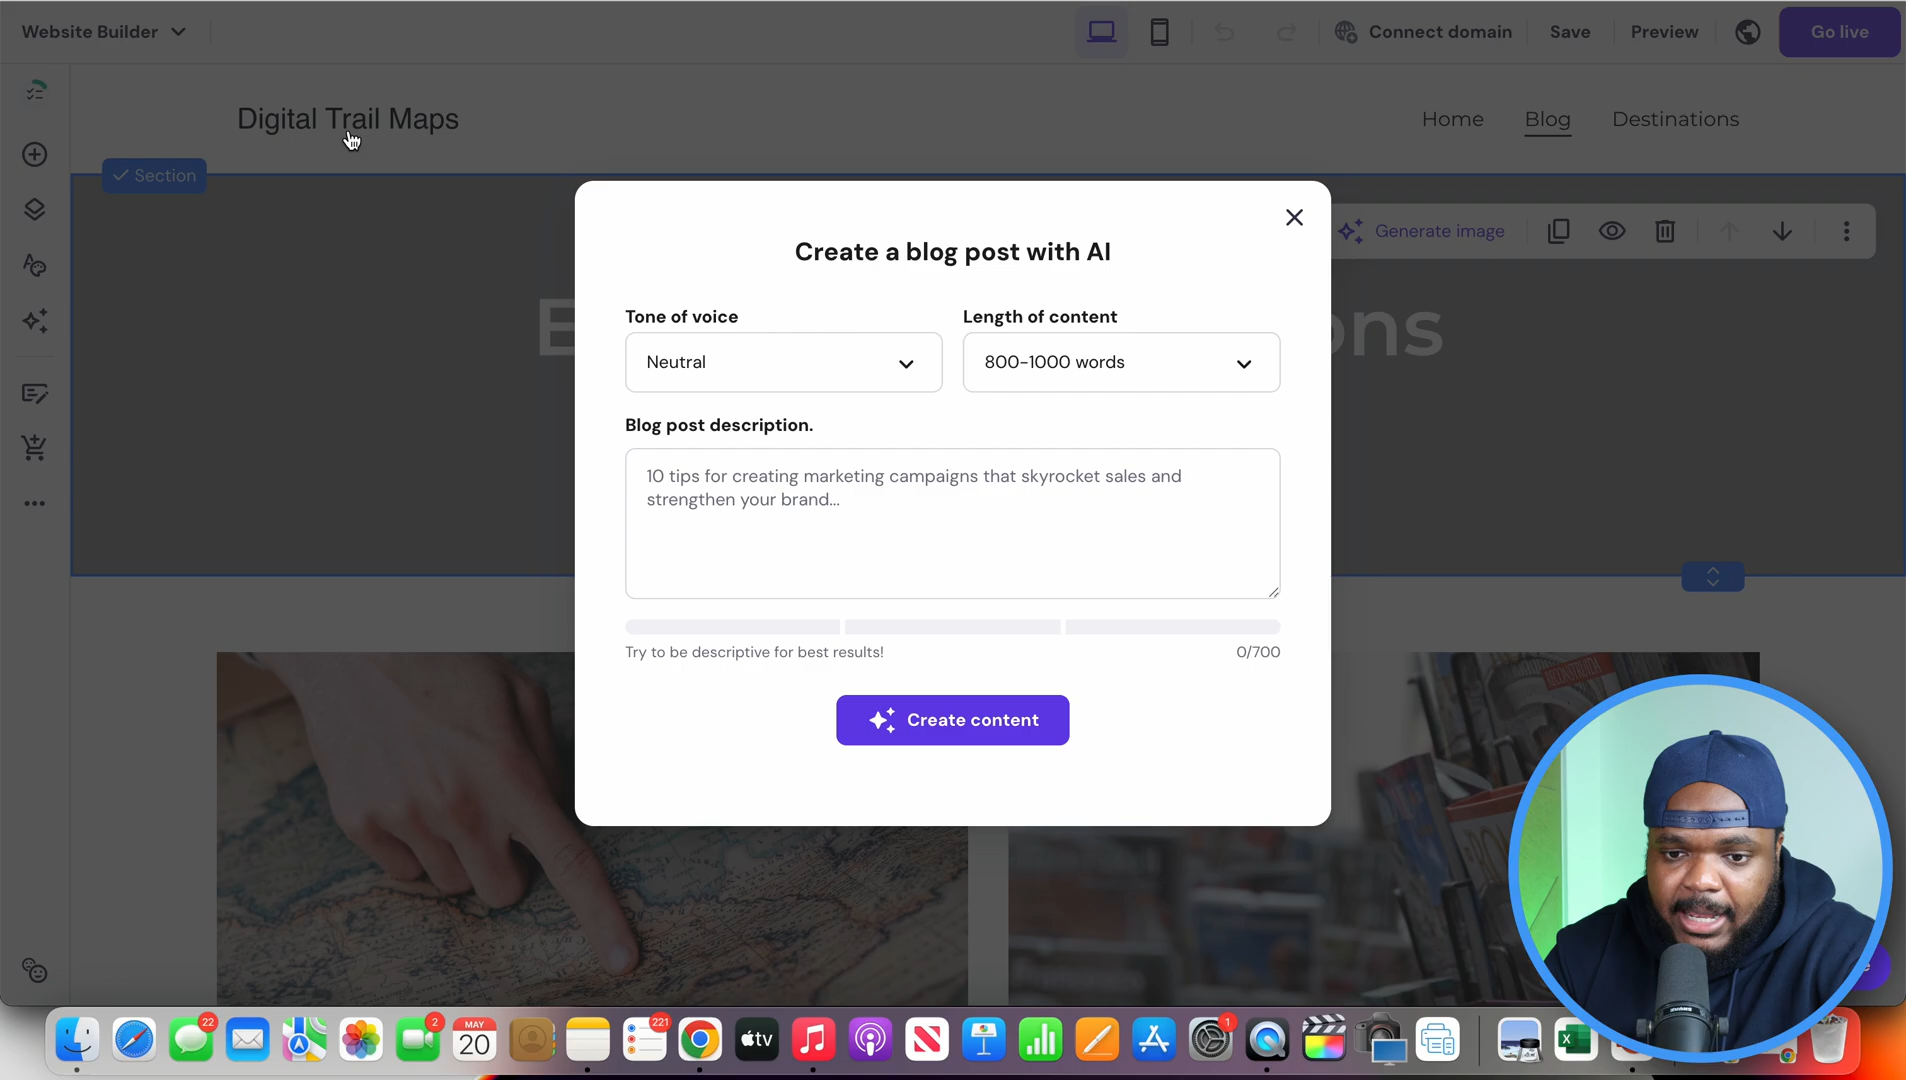 Website Builder
Connect domain
Save
Preview
Go live
Digital Trail Maps
Home
Blog
Destinations
Section
Generate image
ons
Create a blog post with AI
Tone of voice
Length of content
Neutral
800-1000 words
Blog post description.
10 tips for creating marketing campaigns that skyrocket sales and
strengthen your brand...
Try to be descriptive for best results!
0/700
Create content
22
2
MAY
20
221
tv
1